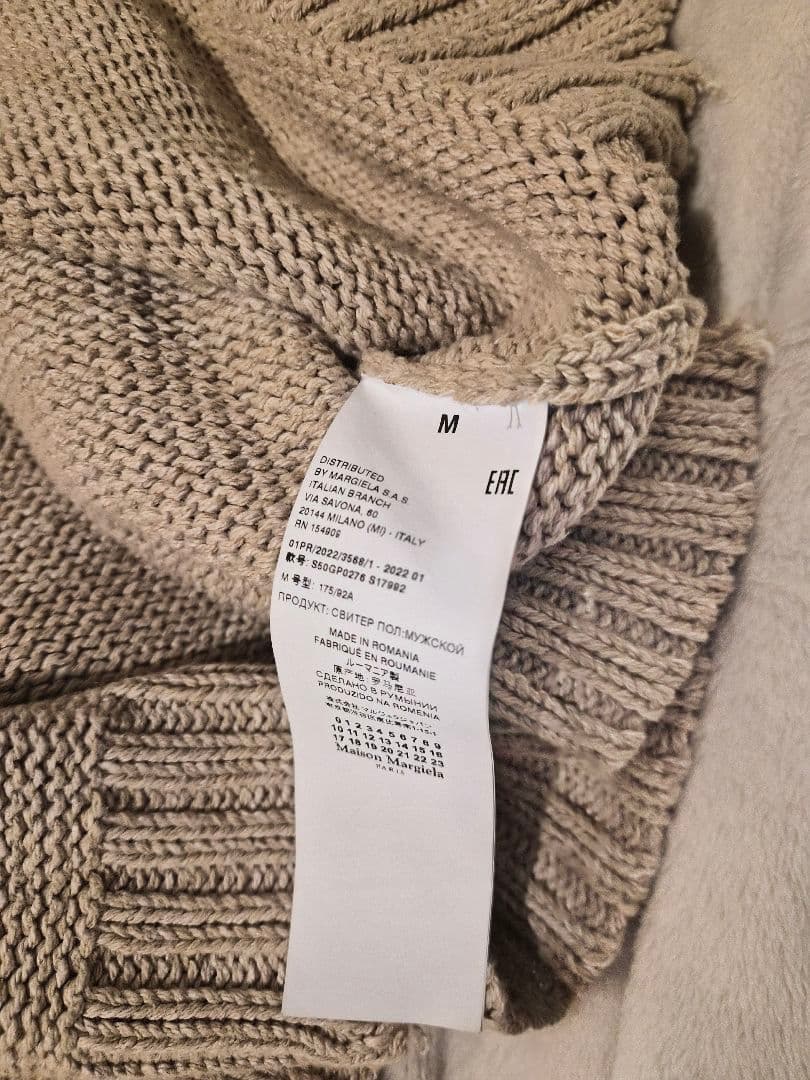 M
EAC
DISTRIBUTED
BY MARGIELA S.A.S
ITALIAN BRANCH
VIA SAVONA, 60
20144 MILANO (MI) - ITALY
RN 154909
01PR/2022/3568/1 - 2022 01
款号: S50GP0276 S17992
M 号型: 175/92A
ПРОДУКТ: СВИТЕР ПОЛ:МУЖСКОЙ
MADE IN ROMANIA
FABRIQUÉ EN ROUMANIE
ルーマニア製
原产地: 罗马尼亚
СДЕЛАНО В РУМЫНИИ
PRODUZIDO NA ROMENIA
0 1 2 3 4 5 6 7 8 9
10 11 12 13 14 15 16
17 18 19 20 21 22 23
Maison Margiela
PARIS